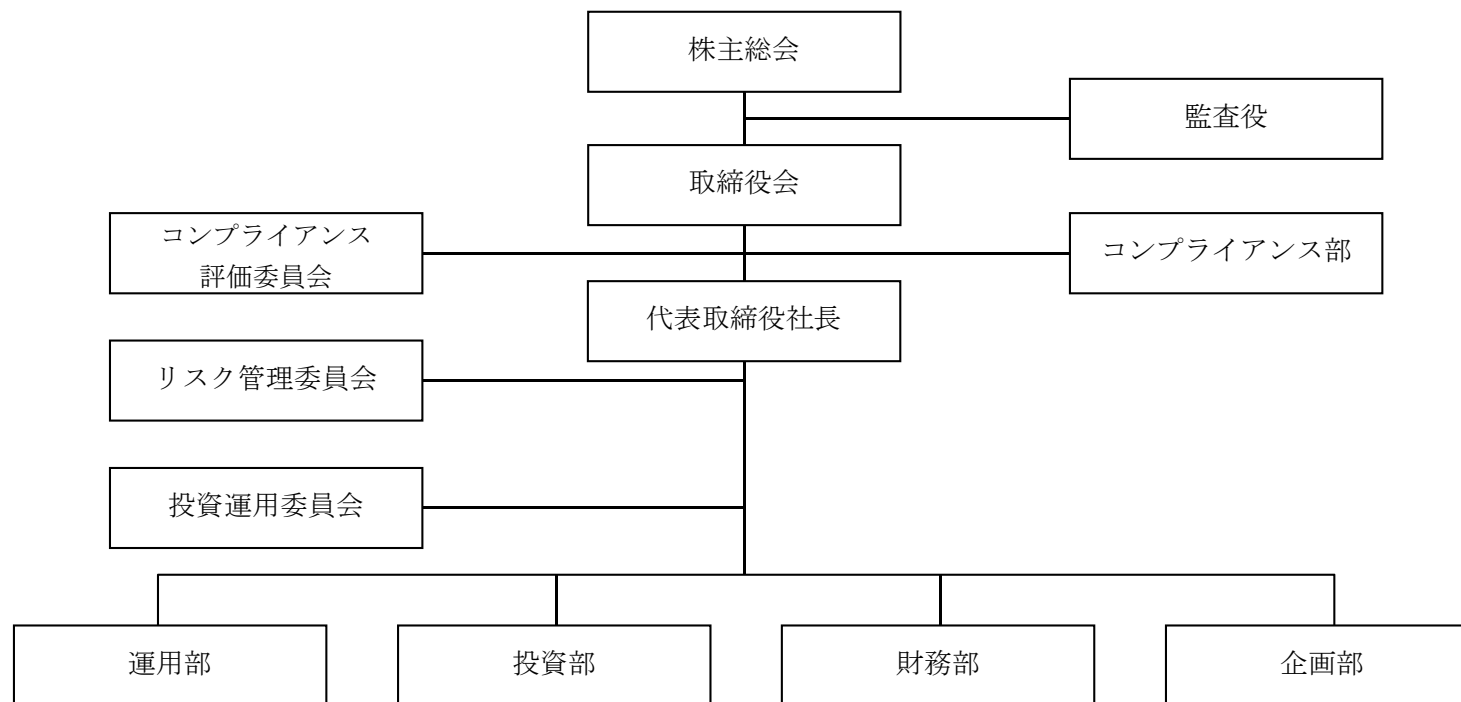 株主総会
監査役
取締役会
コンプライアンス
評価委員会
コンプライアンス部
代表取締役社長
リスク管理委員会
投資運用委員会
運用部
投資部
財務部
企画部